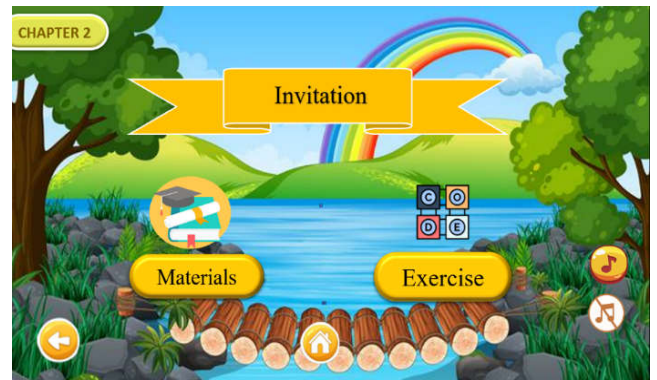 CHAPTER 2
Invitation
C O
D E
Materials
Exercise